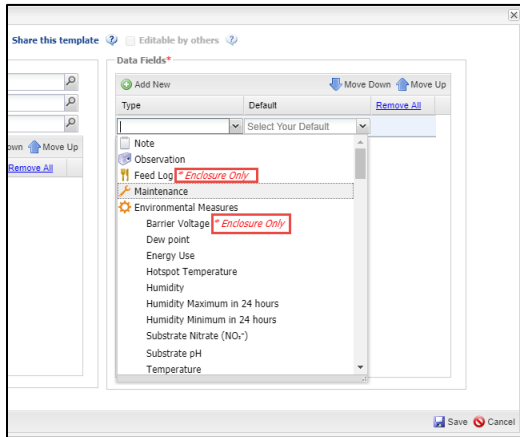 Share this template
Editable by others
Data Fields*
Add New
Move Down
Move Up
Type
Default
Remove All
Select Your Default
own
Move Up
Remove All
Note
Observation
Feed Log * Enclosure Only
Maintenance
Environmental Measures
Barrier Voltage * Enclosure Only
Dew point
Energy Use
Hotspot Temperature
Humidity
Humidity Maximum in 24 hours
Humidity Minimum in 24 hours
Substrate Nitrate (NO₃⁻)
Substrate pH
Temperature
Save
Cancel